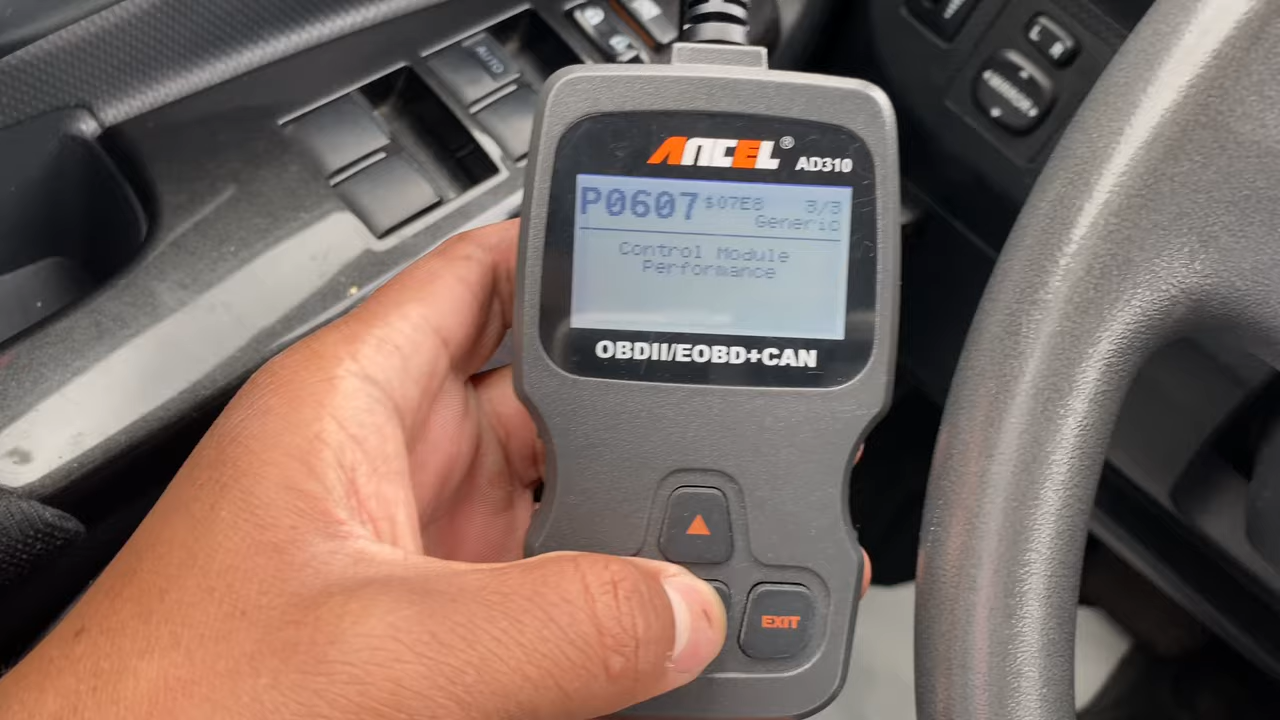 AUTO
ANCEL® AD310
P0607 $07E8 3/3
Generic
Control Module
Performance
OBDII/EOBD+CAN
L R
EXIT